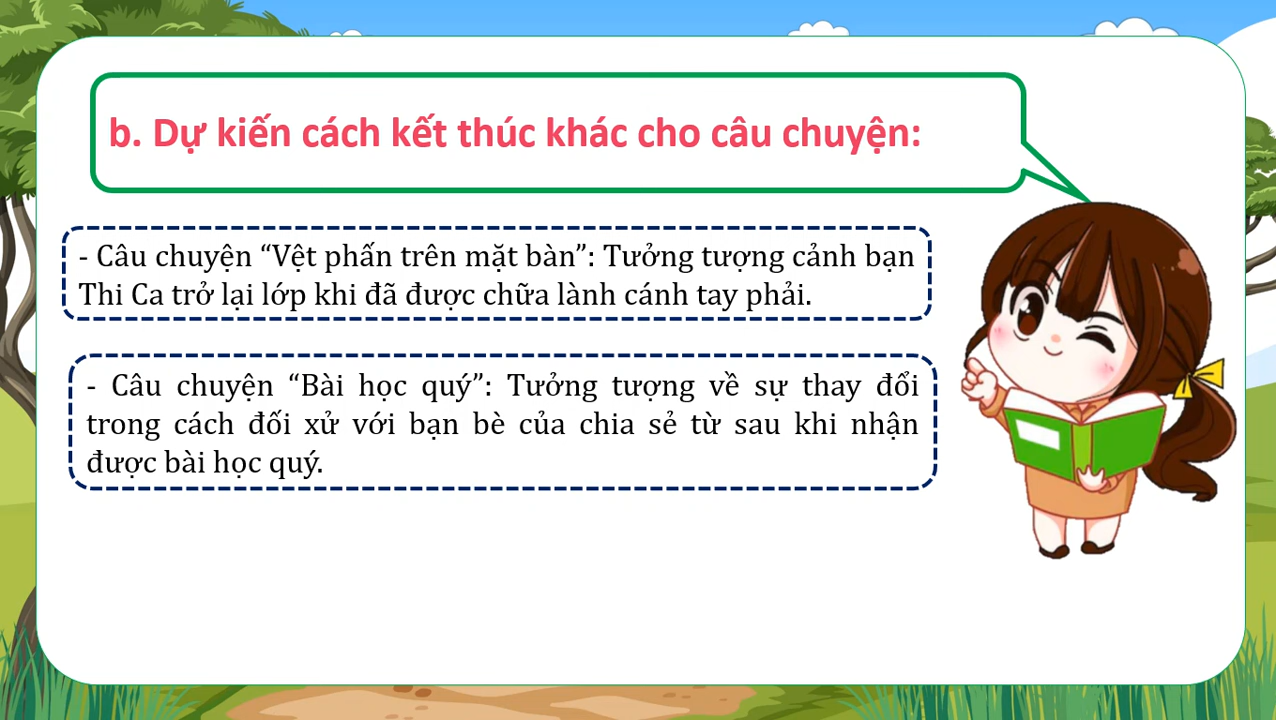 b. Dự kiến cách kết thúc khác cho câu chuyện:
- Câu chuyện “Vệt phấn trên mặt bàn”: Tưởng tượng cảnh bạn
Thi Ca trở lại lớp khi đã được chữa lành cánh tay phải.
- Câu chuyện “Bài học quý”: Tưởng tượng về sự thay đổi
trong cách đối xử với bạn bè của chia sẻ từ sau khi nhận
được bài học quý.